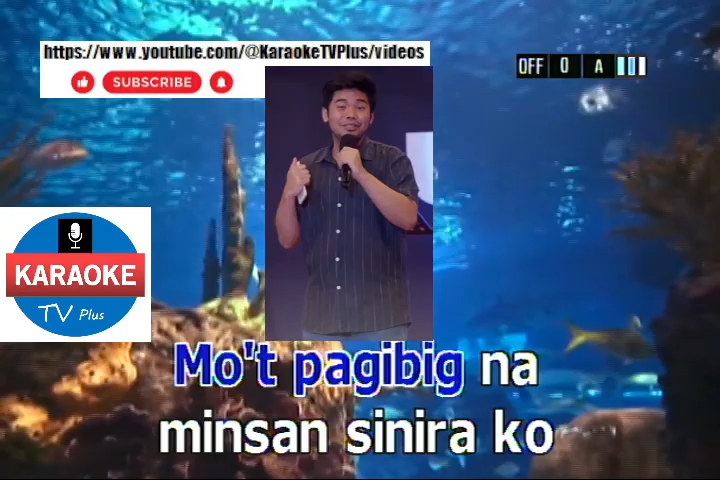 https://www.youtube.com/@KaraokeTVPlus/videos
SUBSCRIBE
OFF 0 A
KARAOKE
TV Plus
Mo't pagibig na
minsan sinira ko